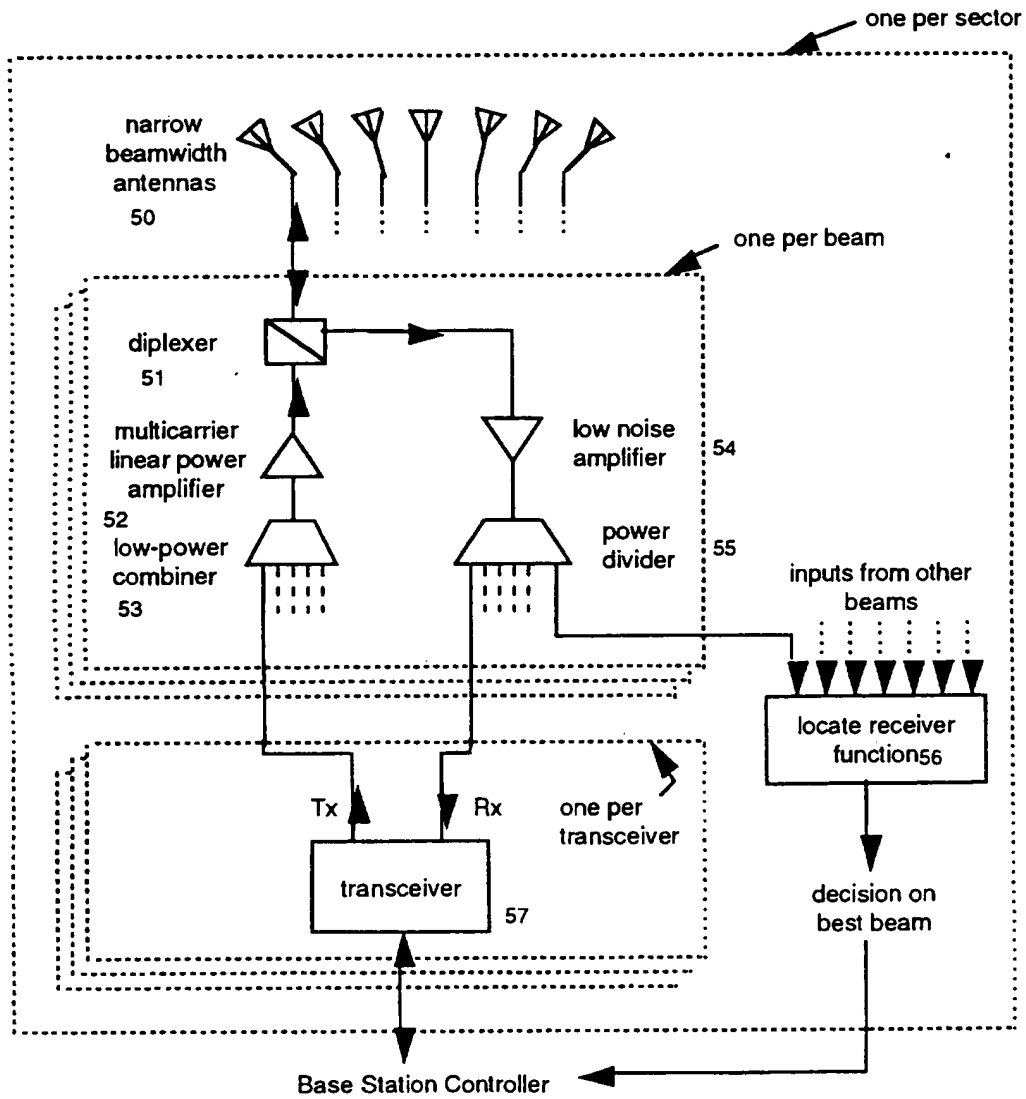 one per sector
narrow
beamwidth
antennas
50
one per beam
diplexer
51
multicarrier
linear power
amplifier
52
low noise
amplifier
54
low-power
combiner
53
power
divider
55
inputs from other
beams
locate receiver
function56
Tx
Rx
one per
transceiver
transceiver
57
decision on
best beam
Base Station Controller